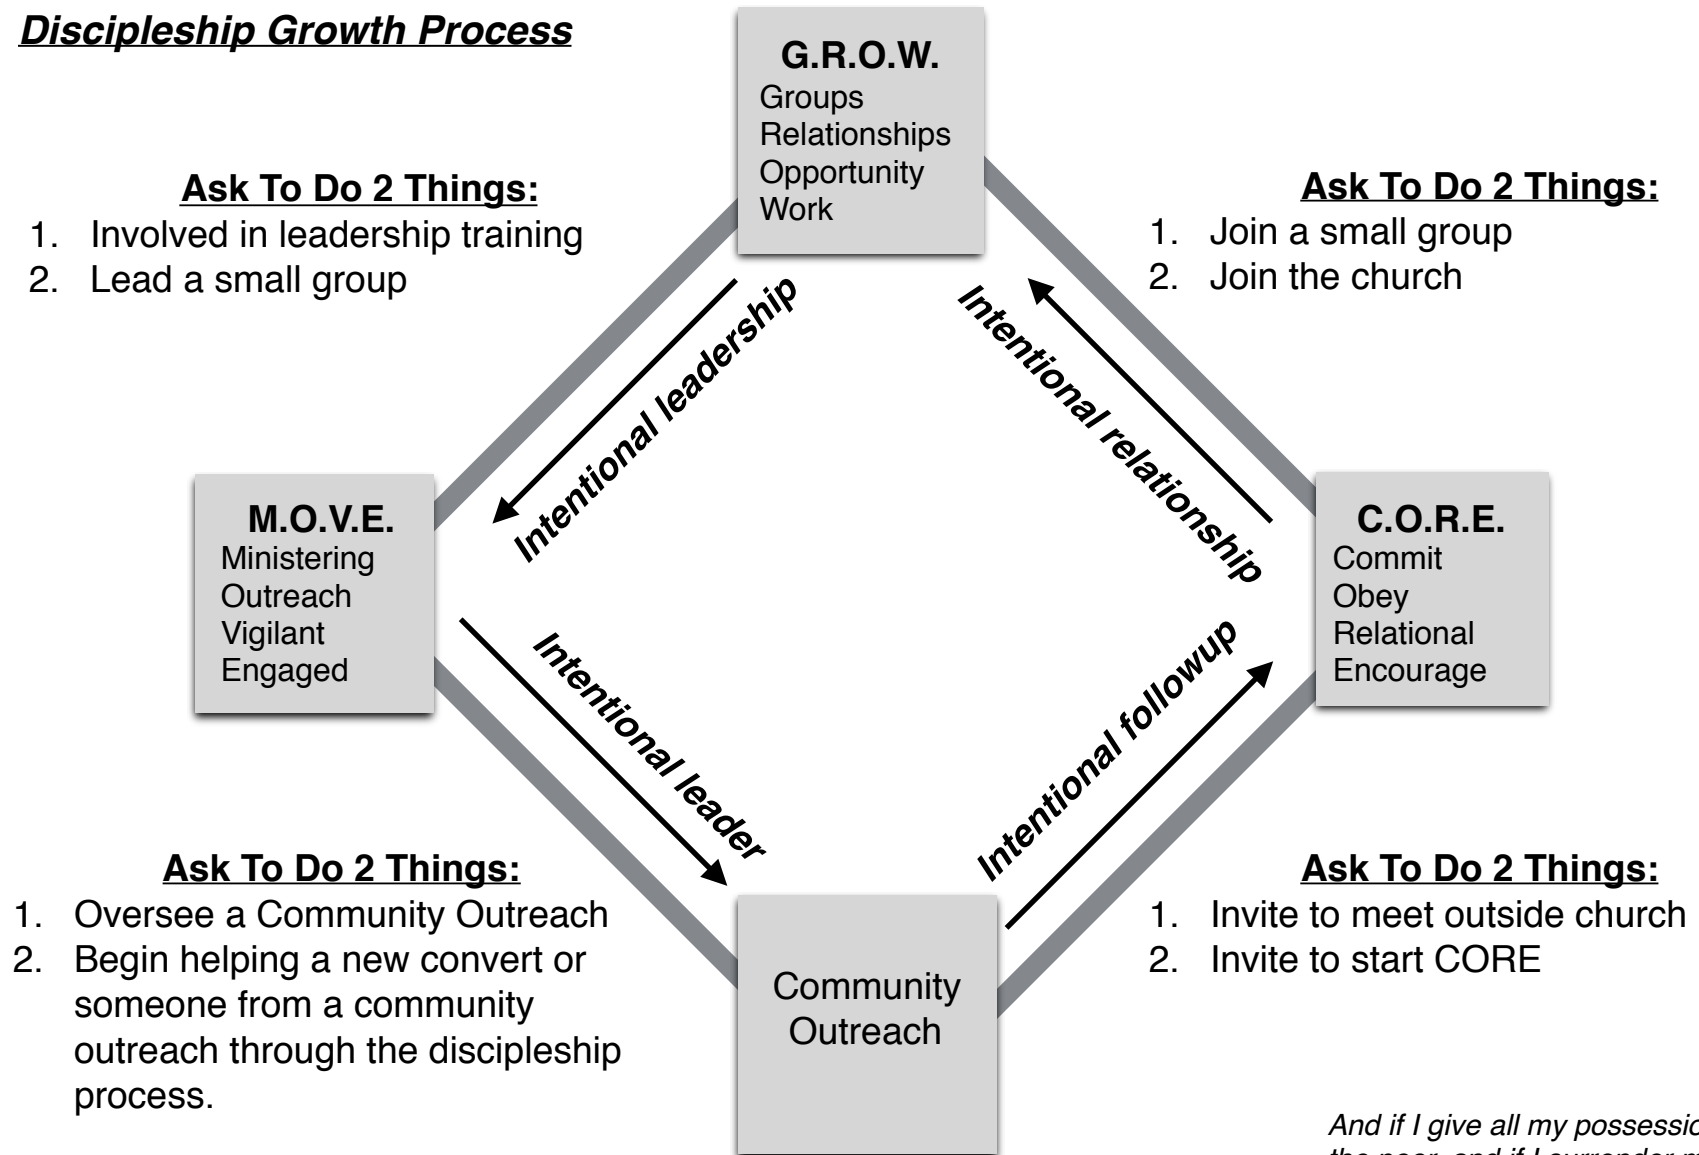 Discipleship Growth Process
G.R.O.W.
Groups
Relationships
Opportunity
Work
Ask To Do 2 Things:
1. Involved in leadership training
2. Lead a small group
Ask To Do 2 Things:
1. Join a small group
2. Join the church
Intentional leadership
Intentional relationship
M.O.V.E.
Ministering
Outreach
Vigilant
Engaged
C.O.R.E.
Commit
Obey
Relational
Encourage
Intentional leader
Intentional followup
Ask To Do 2 Things:
1. Oversee a Community Outreach
2. Begin helping a new convert or
someone from a community
outreach through the discipleship
process.
Community
Outreach
Ask To Do 2 Things:
1. Invite to meet outside church
2. Invite to start CORE
And if I give all my